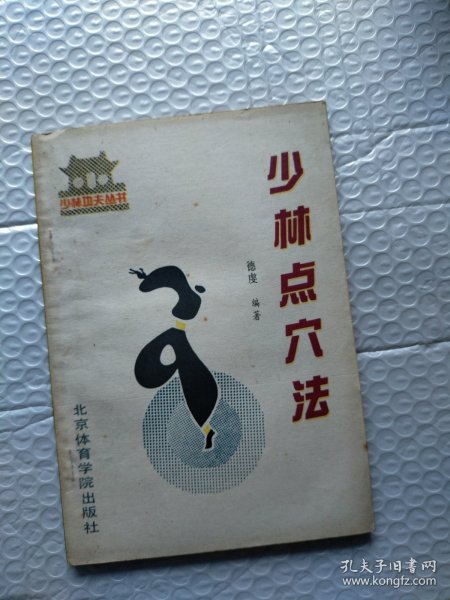 少林功夫丛书
少林点穴法
德虔 编著
北京体育学院出版社
孔夫子旧书网
www.kongfz.com